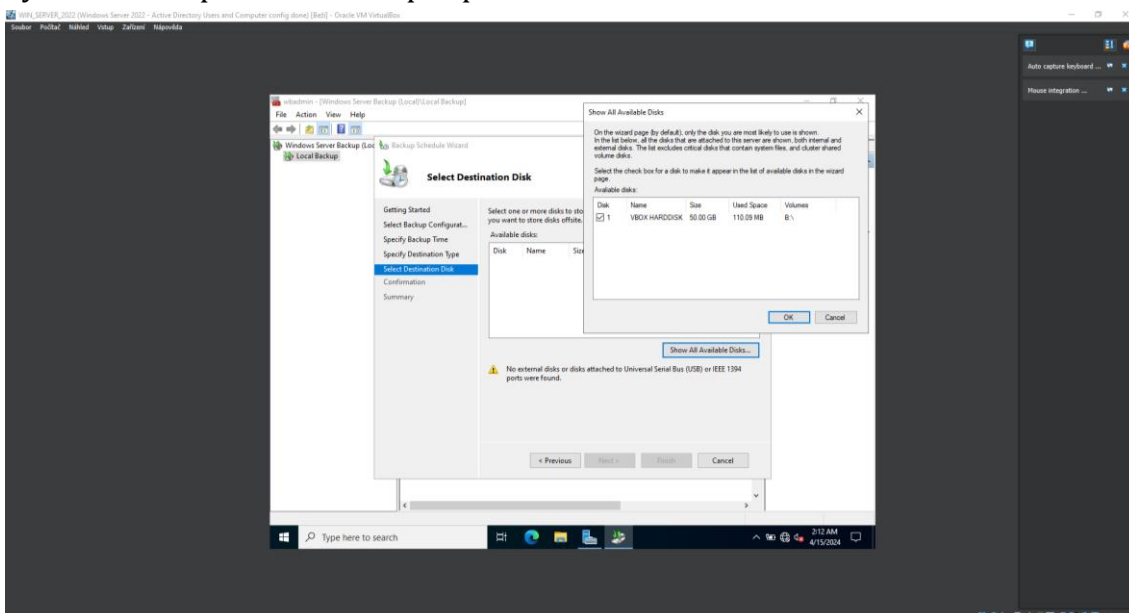 WIN_SERVER_2022 (Windows Server 2022 - Active Directory Users and Computer config done) [Běží] - Oracle VM VirtualBox
Soubor Počítač Náhled Vstup Zařízení Nápověda
Auto capture keyboard ...
Mouse integration ...
wbadmin - [Windows Server Backup (Local)\Local Backup]
File Action View Help
Windows Server Backup (Loc
Local Backup
Backup Schedule Wizard
Select Dest
Getting Started
Select Backup Configurat...
Specify Backup Time
Specify Destination Type
Select Destination Disk
Confirmation
Summary
Select one or more disks to sto
you want to store disks offsite.
Available disks:
Disk Name Siz
Show All Available Disks
On the wizard page (by default), only the disk you are most likely to use is shown.
In the list below, all the disks that are attached to this server are shown, both internal and
external disks. The list excludes critical disks that contain system files, and cluster shared
volume disks.
Select the check box for a disk to make it appear in the list of available disks in the wizard
page.
Available disks:
Disk Name Size Used Space Volumes
1 VBOX HARDDISK 50.00 GB 110.09 MB B:\
OK Cancel
Show All Available Disks...
No external disks or disks attached to Universal Serial Bus (USB) or IEEE 1394
ports were found.
< Previous Next > Finish Cancel
Type here to search
2:12 AM
4/15/2024